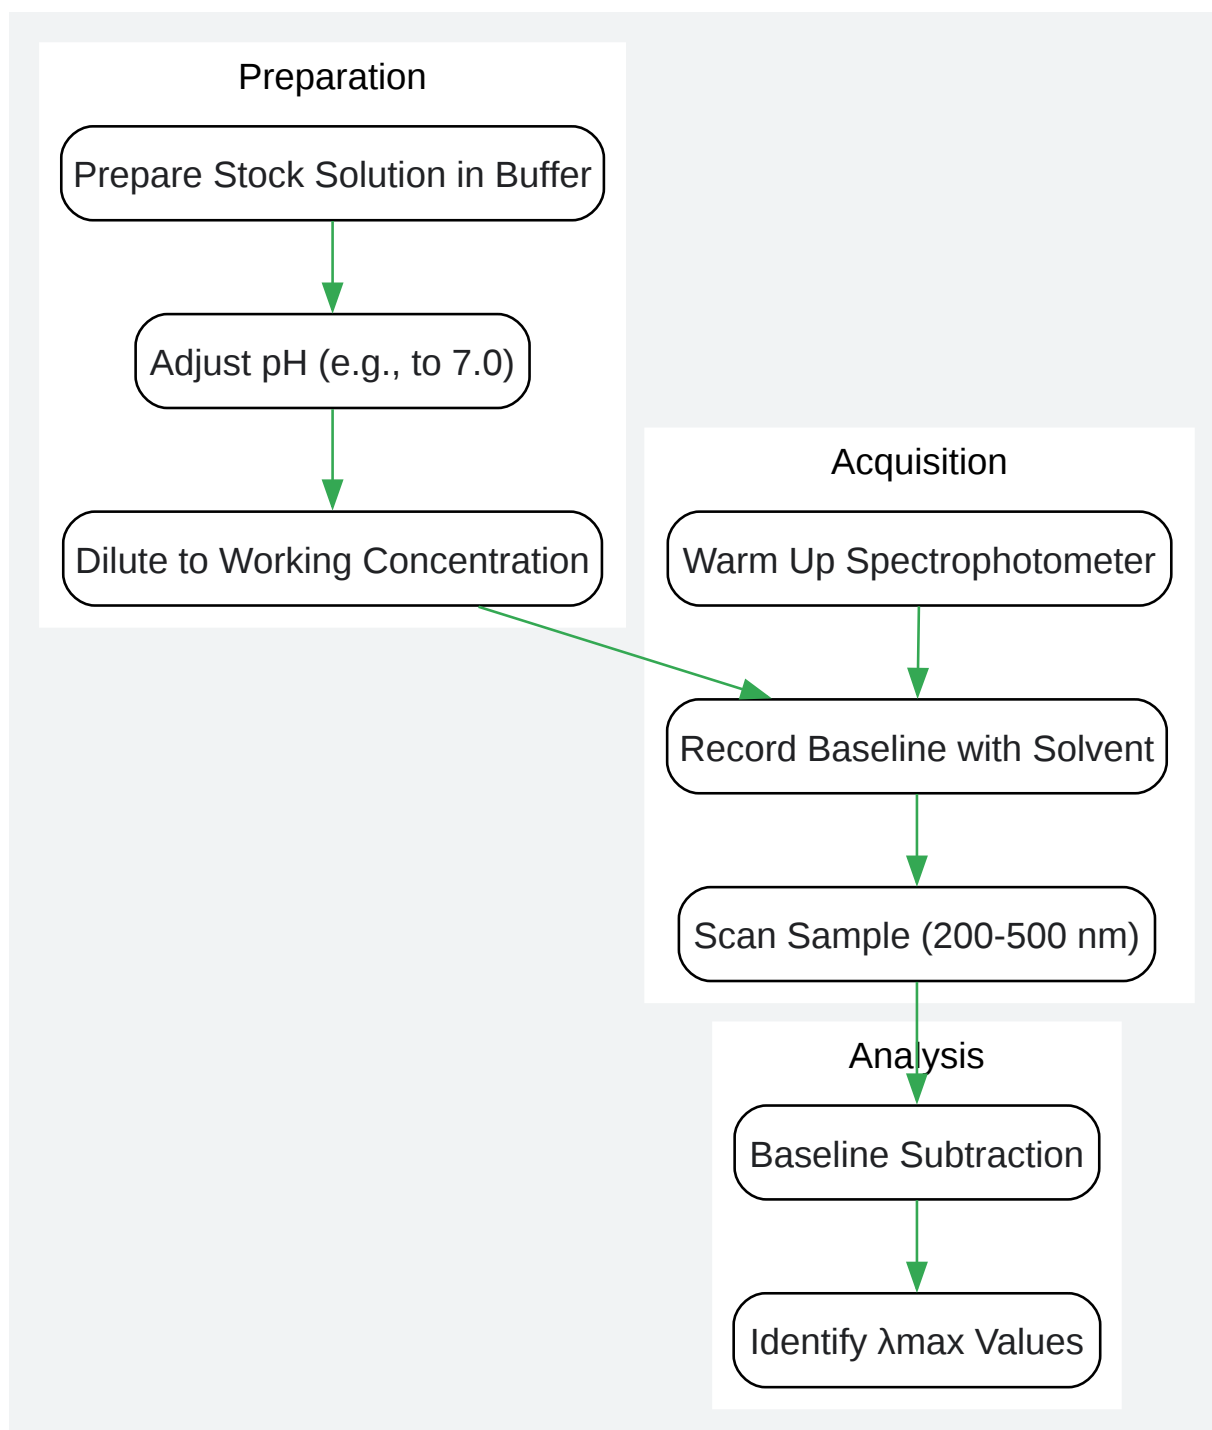 Preparation
Prepare Stock Solution in Buffer
Adjust pH (e.g., to 7.0)
Dilute to Working Concentration
Acquisition
Warm Up Spectrophotometer
Record Baseline with Solvent
Scan Sample (200-500 nm)
Analysis
Baseline Subtraction
Identify λmax Values